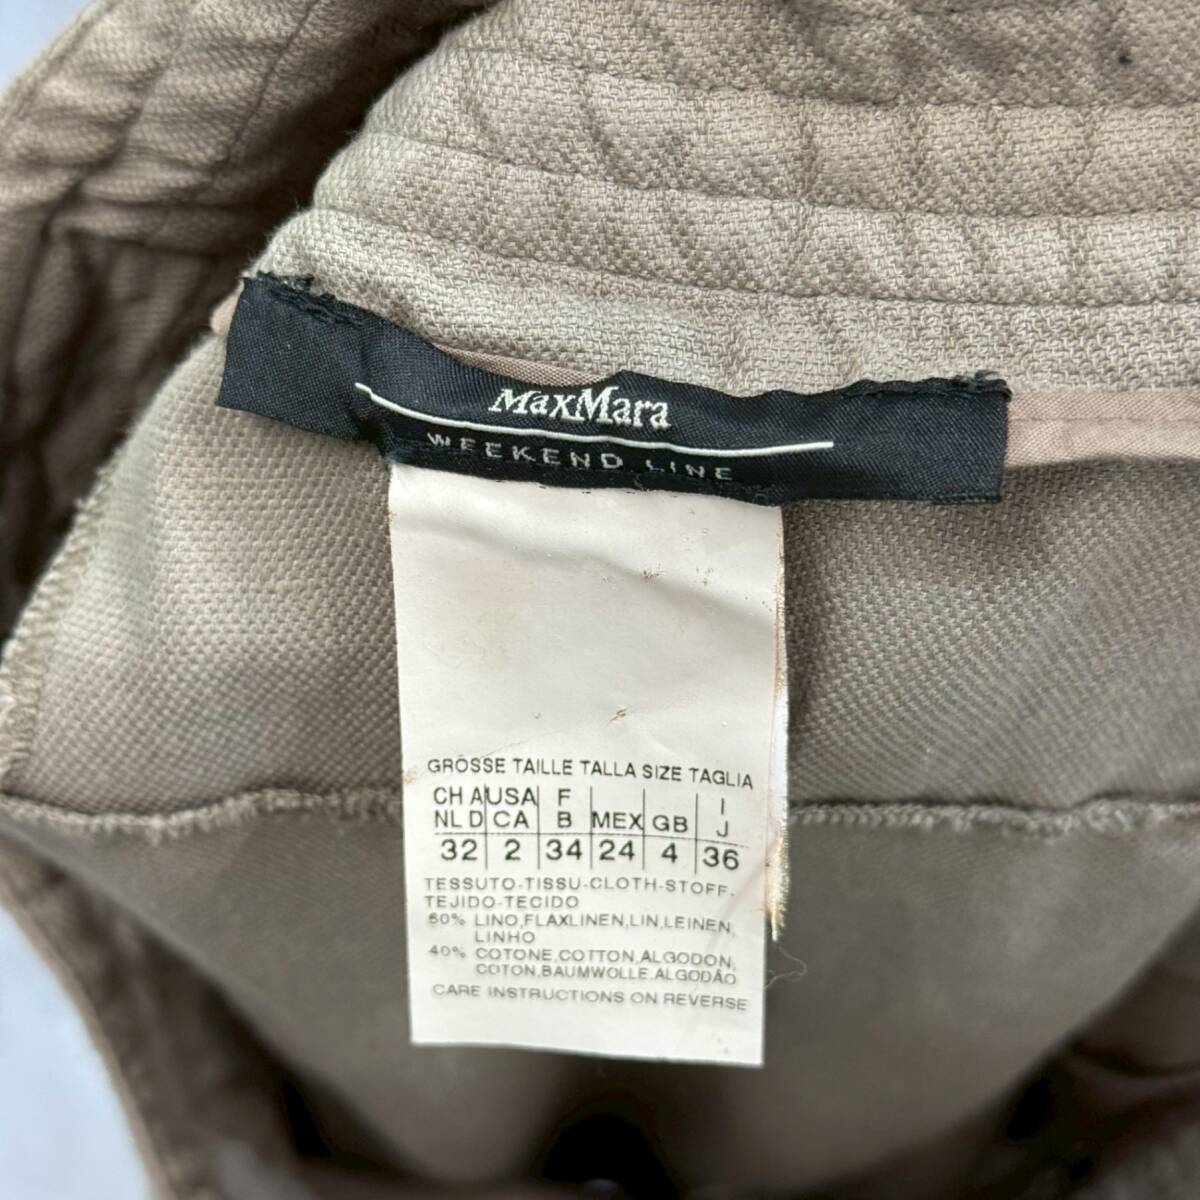 MaxMara
WEEKEND LINE
GRÖSSE TAILLE TALLA SIZE TAGLIA
CH A USA F I
NL D CA B MEX GB J
32 2 34 24 4 36
TESSUTO-TISSU-CLOTH-STOFF-
TEJIDO-TECIDO
60% LINO,FLAXLINEN,LIN,LEINEN,
LINHO
40% COTONE,COTTON,ALGODON,
COTON,BAUMWOLLE,ALGODÃO
CARE INSTRUCTIONS ON REVERSE